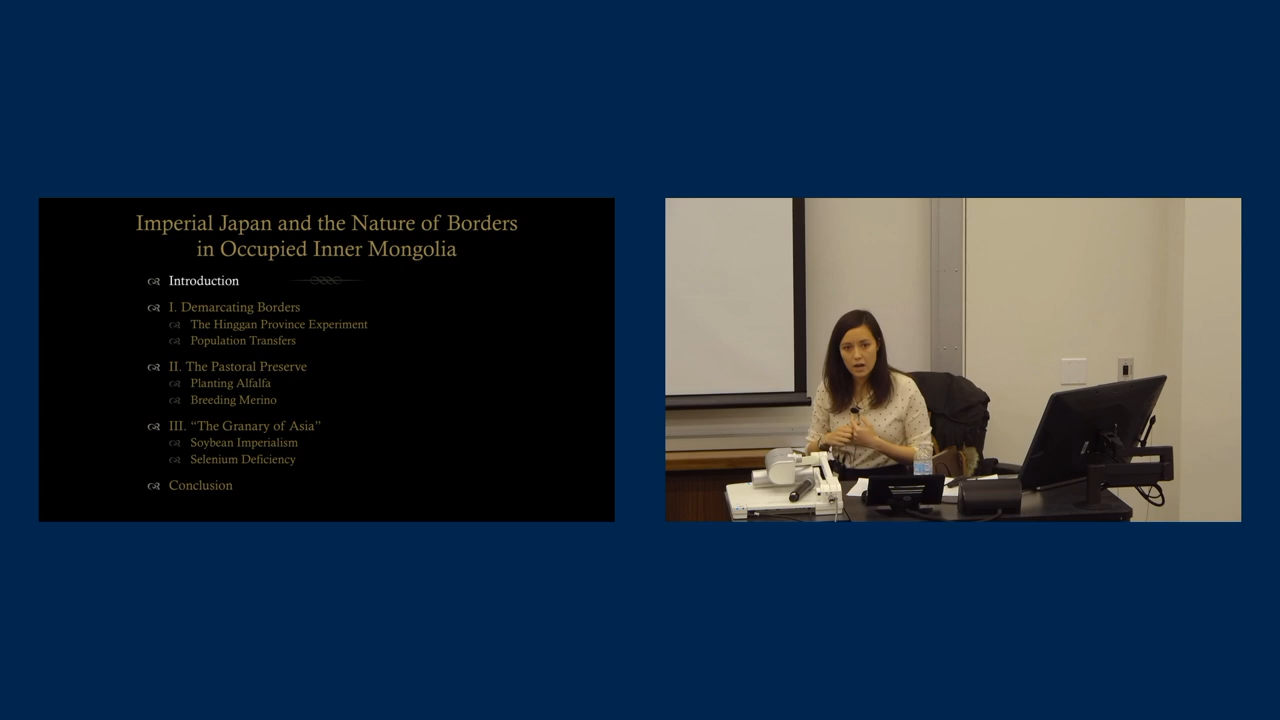 Imperial Japan and the Nature of Borders
in Occupied Inner Mongolia
Introduction
I. Demarcating Borders
The Hinggan Province Experiment
Population Transfers
II. The Pastoral Preserve
Planting Alfalfa
Breeding Merino
III. “The Granary of Asia”
Soybean Imperialism
Selenium Deficiency
Conclusion